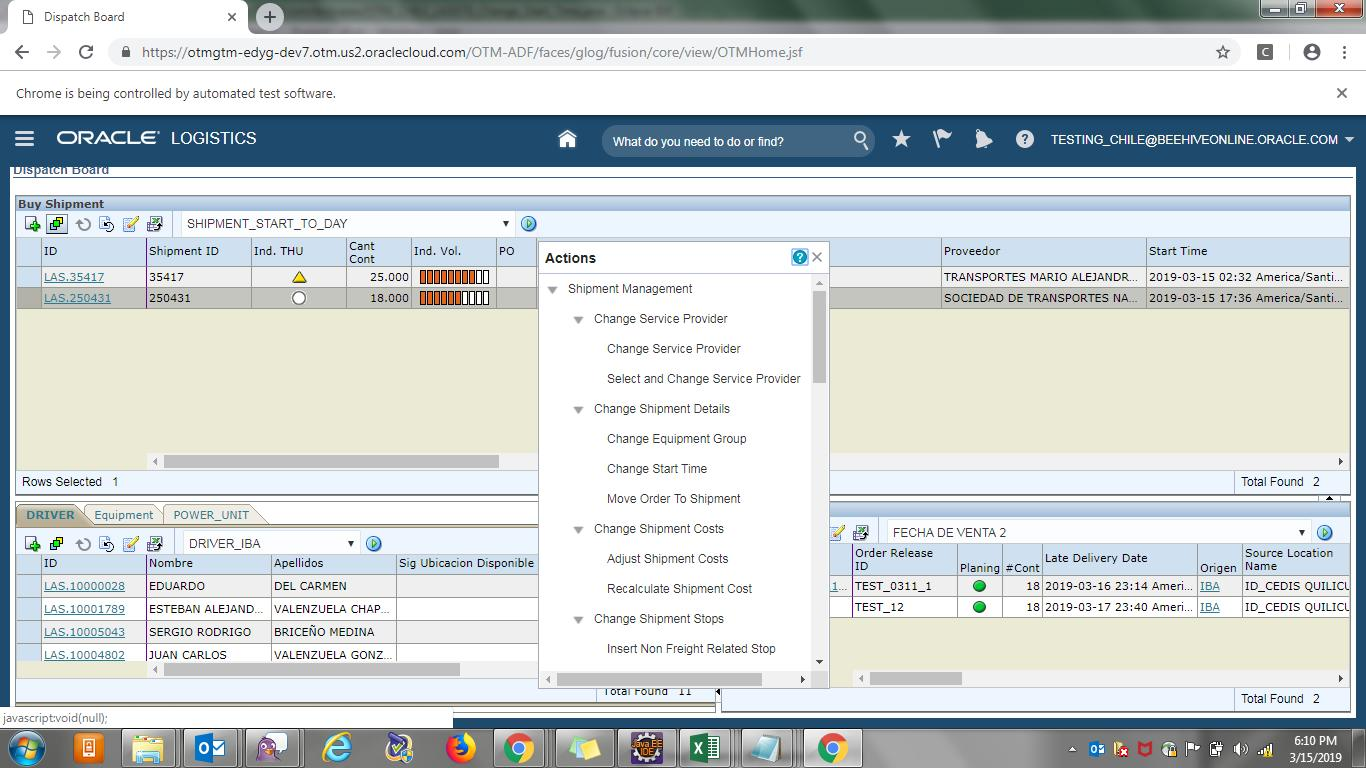 Dispatch Board
https://otmgtm-edyg-dev7.otm.us2.oraclecloud.com/OTM-ADF/faces/glog/fusion/core/view/OTMHome.jsf
Chrome is being controlled by automated test software.
ORACLE LOGISTICS
What do you need to do or find?
TESTING_CHILE@BEEHIVEONLINE.ORACLE.COM
Dispatch Board
Buy Shipment
SHIPMENT_START_TO_DAY
ID Shipment ID Ind. THU Cant Cont Ind. Vol. PO Proveedor Start Time
LAS.35417 35417 25.000 TRANSPORTES MARIO ALEJANDR... 2019-03-15 02:32 America/Santi...
LAS.250431 250431 18.000 SOCIEDAD DE TRANSPORTES NA... 2019-03-15 17:36 America/Santi...
Rows Selected 1
Total Found 2
Actions
Shipment Management
Change Service Provider
Change Service Provider
Select and Change Service Provider
Change Shipment Details
Change Equipment Group
Change Start Time
Move Order To Shipment
Change Shipment Costs
Adjust Shipment Costs
Recalculate Shipment Cost
Change Shipment Stops
Insert Non Freight Related Stop
DRIVER Equipment POWER_UNIT
DRIVER_IBA
ID Nombre Apellidos Sig Ubicacion Disponible
LAS.10000028 EDUARDO DEL CARMEN
LAS.10001789 ESTEBAN ALEJAND... VALENZUELA CHAP...
LAS.10005043 SERGIO RODRIGO BRICEÑO MEDINA
LAS.10004802 JUAN CARLOS VALENZUELA GONZ...
Total Found 11
FECHA DE VENTA 2
Order Release ID Planing #Cont Late Delivery Date Origen Source Location Name
1... TEST_0311_1 18 2019-03-16 23:14 Ameri... IBA ID_CEDIS QUILICU
TEST_12 18 2019-03-17 23:40 Ameri... IBA ID_CEDIS QUILICU
Total Found 2
javascript:void(null);
6:10 PM
3/15/2019